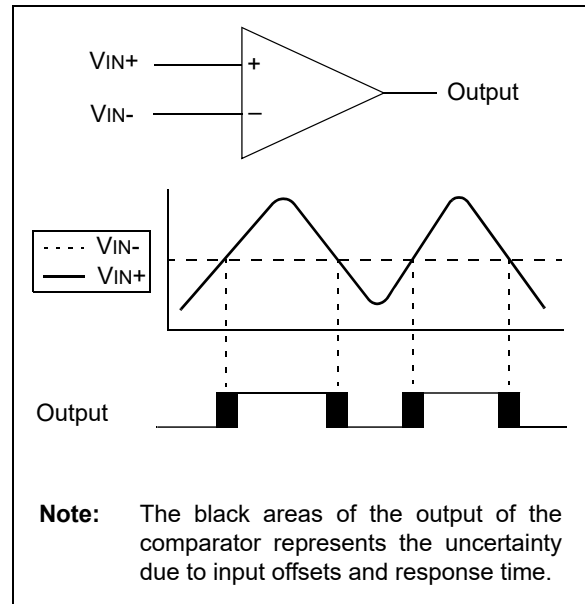 VIN+
+
Output
VIN-
–
VIN-
VIN+
Output
Note: The black areas of the output of the
comparator represents the uncertainty
due to input offsets and response time.